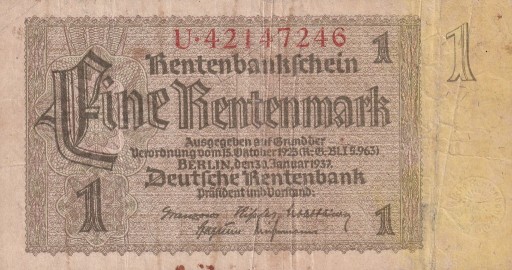 U·42147246
1 1
Rentenbankschein
Eine Rentenmark
Ausgegeben auf Grund der
Verordnung vom 15. Oktober 1923 (R.G.Bl.I S.963)
BERLIN, den 30. Januar 1937.
Deutsche Rentenbank
Präsident und Vorstand:
1 1